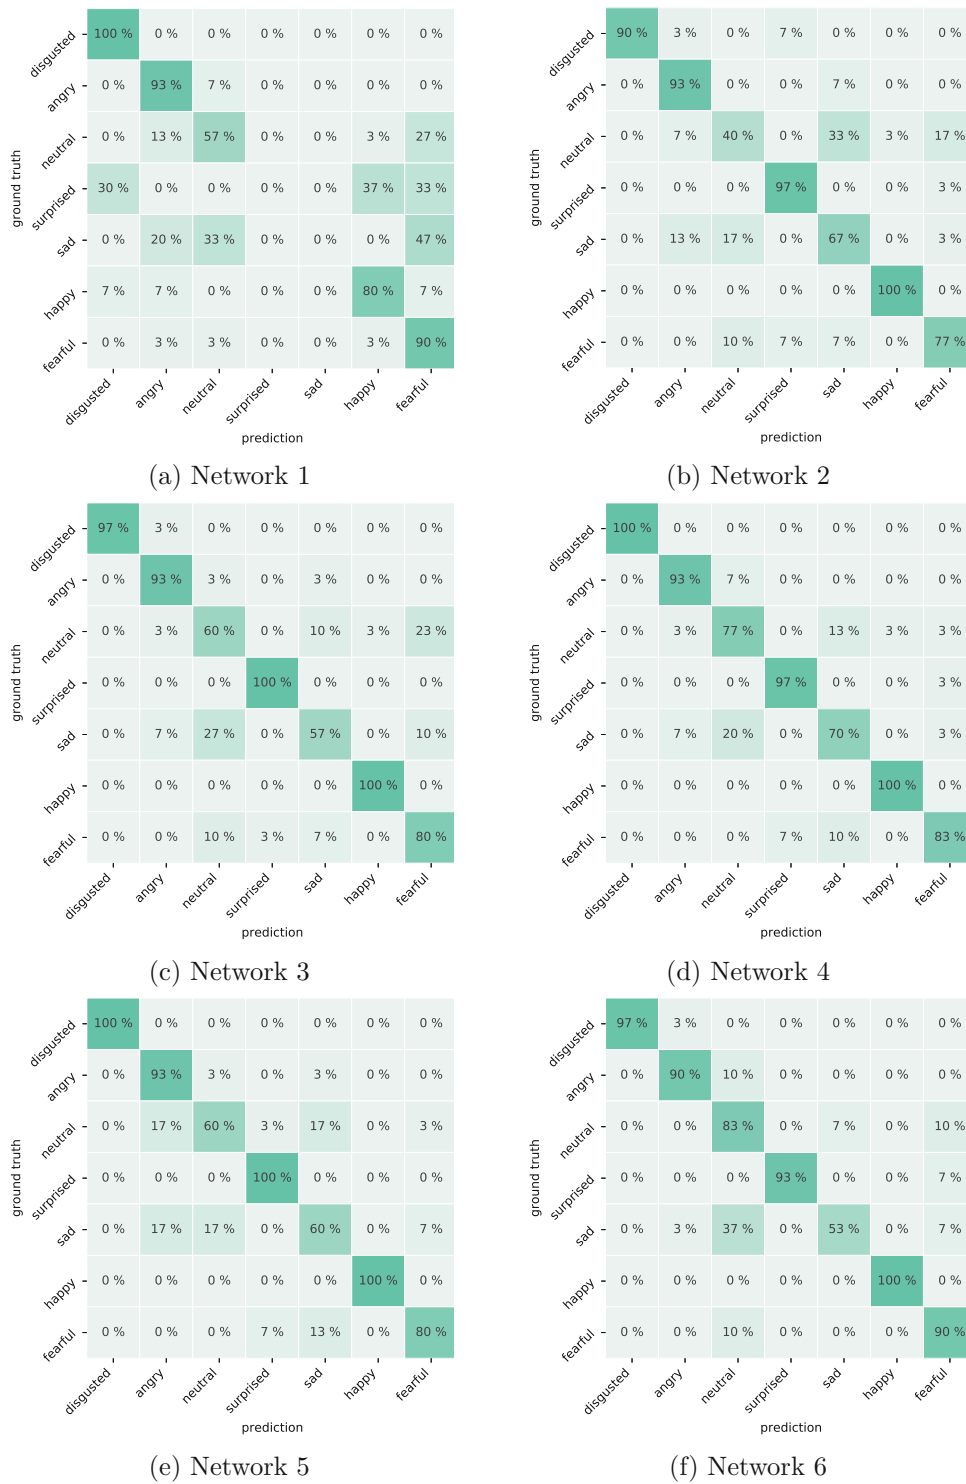 disgusted 100 % 0 % 0 % 0 % 0 % 0 % 0 %
angry 0 % 93 % 7 % 0 % 0 % 0 % 0 %
neutral 0 % 13 % 57 % 0 % 0 % 3 % 27 %
surprised 30 % 0 % 0 % 0 % 0 % 37 % 33 %
sad 0 % 20 % 33 % 0 % 0 % 0 % 47 %
happy 7 % 7 % 0 % 0 % 0 % 80 % 7 %
fearful 0 % 3 % 3 % 0 % 0 % 3 % 90 %
ground truth
disgusted angry neutral surprised sad happy fearful
prediction
(a) Network 1
disgusted 90 % 3 % 0 % 7 % 0 % 0 % 0 %
angry 0 % 93 % 0 % 0 % 7 % 0 % 0 %
neutral 0 % 7 % 40 % 0 % 33 % 3 % 17 %
surprised 0 % 0 % 0 % 97 % 0 % 0 % 3 %
sad 0 % 13 % 17 % 0 % 67 % 0 % 3 %
happy 0 % 0 % 0 % 0 % 0 % 100 % 0 %
fearful 0 % 0 % 10 % 7 % 7 % 0 % 77 %
ground truth
disgusted angry neutral surprised sad happy fearful
prediction
(b) Network 2
disgusted 97 % 3 % 0 % 0 % 0 % 0 % 0 %
angry 0 % 93 % 3 % 0 % 3 % 0 % 0 %
neutral 0 % 3 % 60 % 0 % 10 % 3 % 23 %
surprised 0 % 0 % 0 % 100 % 0 % 0 % 0 %
sad 0 % 7 % 27 % 0 % 57 % 0 % 10 %
happy 0 % 0 % 0 % 0 % 0 % 100 % 0 %
fearful 0 % 0 % 10 % 3 % 7 % 0 % 80 %
ground truth
disgusted angry neutral surprised sad happy fearful
prediction
(c) Network 3
disgusted 100 % 0 % 0 % 0 % 0 % 0 % 0 %
angry 0 % 93 % 7 % 0 % 0 % 0 % 0 %
neutral 0 % 3 % 77 % 0 % 13 % 3 % 3 %
surprised 0 % 0 % 0 % 97 % 0 % 0 % 3 %
sad 0 % 7 % 20 % 0 % 70 % 0 % 3 %
happy 0 % 0 % 0 % 0 % 0 % 100 % 0 %
fearful 0 % 0 % 0 % 7 % 10 % 0 % 83 %
ground truth
disgusted angry neutral surprised sad happy fearful
prediction
(d) Network 4
disgusted 100 % 0 % 0 % 0 % 0 % 0 % 0 %
angry 0 % 93 % 3 % 0 % 3 % 0 % 0 %
neutral 0 % 17 % 60 % 3 % 17 % 0 % 3 %
surprised 0 % 0 % 0 % 100 % 0 % 0 % 0 %
sad 0 % 17 % 17 % 0 % 60 % 0 % 7 %
happy 0 % 0 % 0 % 0 % 0 % 100 % 0 %
fearful 0 % 0 % 0 % 7 % 13 % 0 % 80 %
ground truth
disgusted angry neutral surprised sad happy fearful
prediction
(e) Network 5
disgusted 97 % 3 % 0 % 0 % 0 % 0 % 0 %
angry 0 % 90 % 10 % 0 % 0 % 0 % 0 %
neutral 0 % 0 % 83 % 0 % 7 % 0 % 10 %
surprised 0 % 0 % 0 % 93 % 0 % 0 % 7 %
sad 0 % 3 % 37 % 0 % 53 % 0 % 7 %
happy 0 % 0 % 0 % 0 % 0 % 100 % 0 %
fearful 0 % 0 % 10 % 0 % 0 % 0 % 90 %
ground truth
disgusted angry neutral surprised sad happy fearful
prediction
(f) Network 6